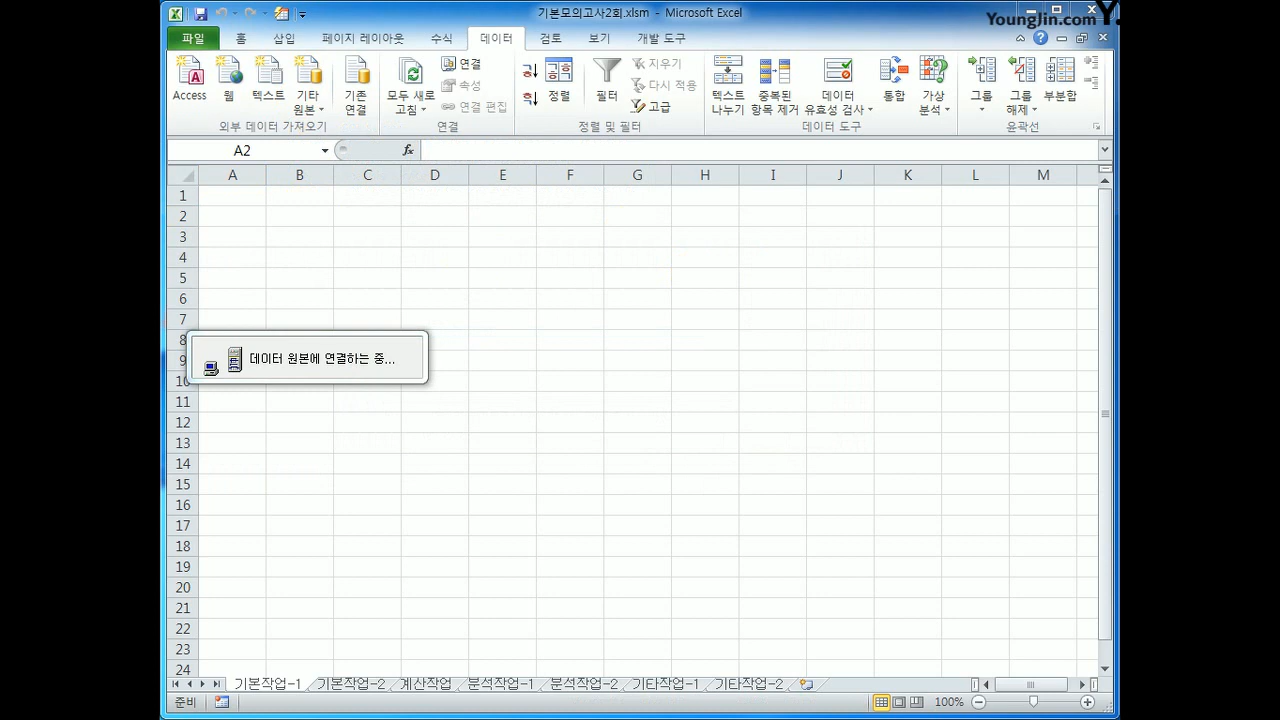 기본모의고사2회.xlsm - Microsoft Excel
YoungJin.com Y.
파일 홈 삽입 페이지 레이아웃 수식 데이터 검토 보기 개발 도구
Access 웹 텍스트 기타 원본 기존 연결 모두 새로 고침 연결 속성 연결 편집 정렬 필터 지우기 다시 적용 고급 텍스트 나누기 중복된 항목 제거 데이터 유효성 검사 통합 가상 분석 그룹 그룹 해제 부분합
외부 데이터 가져오기 연결 정렬 및 필터 데이터 도구 윤곽선
A2 fx
A B C D E F G H I J K L M
1
2
3
4
5
6
7
8
데이터 원본에 연결하는 중...
9
10
11
12
13
14
15
16
17
18
19
20
21
22
23
24
기본작업-1 기본작업-2 계산작업 분석작업-1 분석작업-2 기타작업-1 기타작업-2
준비 100%